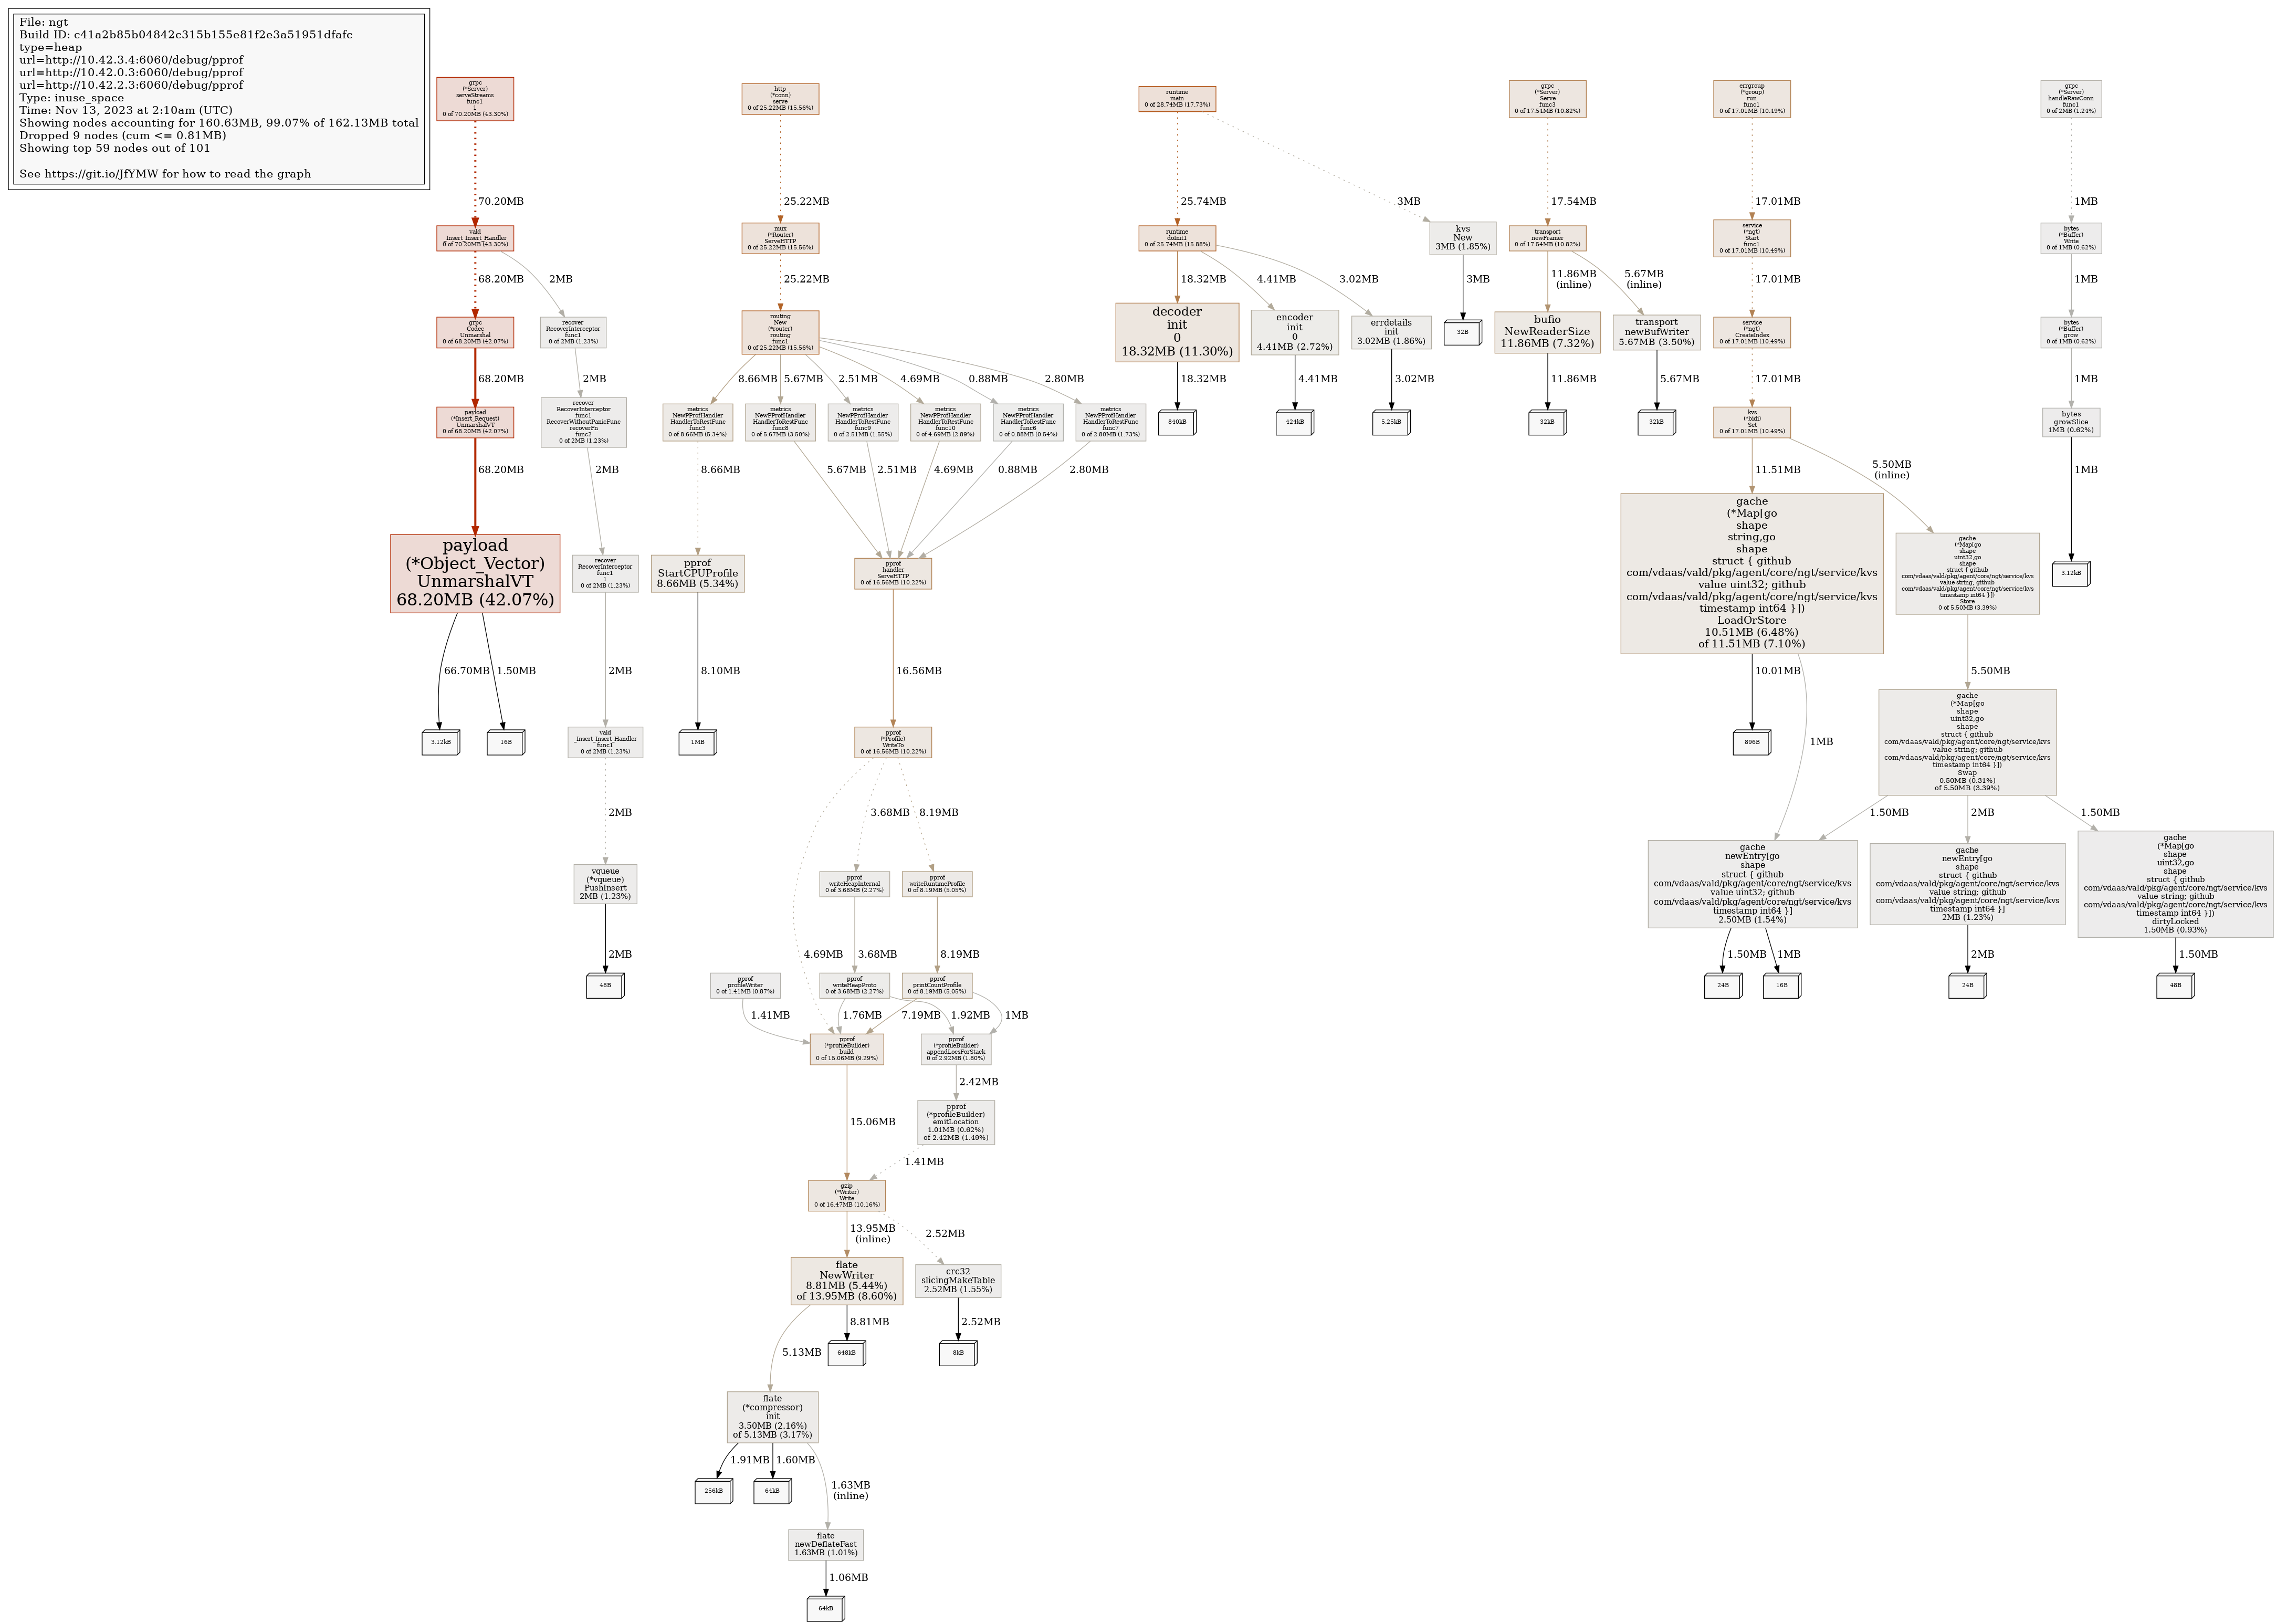 File: ngt
Build ID: c41a2b85b04842c315b155e81f2e3a51951dfafc
type=heap
url=http://10.42.3.4:6060/debug/pprof
url=http://10.42.0.3:6060/debug/pprof
url=http://10.42.2.3:6060/debug/pprof
Type: inuse_space
Time: Nov 13, 2023 at 2:10am (UTC)
Showing nodes accounting for 160.63MB, 99.07% of 162.13MB total
Dropped 9 nodes (cum <= 0.81MB)
Showing top 59 nodes out of 101
See https://git.io/JfYMW for how to read the graph
grpc
(*Server)
serveStreams
func1
1
0 of 70.20MB (43.30%)
70.20MB
vald
_Insert_Insert_Handler
0 of 70.20MB (43.30%)
68.20MB
2MB
grpc
Codec
Unmarshal
0 of 68.20MB (42.07%)
68.20MB
payload
(*Insert_Request)
UnmarshalVT
0 of 68.20MB (42.07%)
68.20MB
payload
(*Object_Vector)
UnmarshalVT
68.20MB (42.07%)
66.70MB
1.50MB
3.12kB
16B
recover
RecoverInterceptor
func1
0 of 2MB (1.23%)
2MB
recover
RecoverInterceptor
func1
RecoverWithoutPanicFunc
recoverFn
func2
0 of 2MB (1.23%)
2MB
recover
RecoverInterceptor
func1
1
0 of 2MB (1.23%)
2MB
vald
_Insert_Insert_Handler
func1
0 of 2MB (1.23%)
2MB
vqueue
(*vqueue)
PushInsert
2MB (1.23%)
2MB
48B
http
(*conn)
serve
0 of 25.22MB (15.56%)
25.22MB
mux
(*Router)
ServeHTTP
0 of 25.22MB (15.56%)
25.22MB
routing
New
(*router)
routing
func1
0 of 25.22MB (15.56%)
8.66MB
5.67MB
2.51MB
4.69MB
0.88MB
2.80MB
metrics
NewPProfHandler
HandlerToRestFunc
func3
0 of 8.66MB (5.34%)
metrics
NewPProfHandler
HandlerToRestFunc
func8
0 of 5.67MB (3.50%)
metrics
NewPProfHandler
HandlerToRestFunc
func9
0 of 2.51MB (1.55%)
metrics
NewPProfHandler
HandlerToRestFunc
func10
0 of 4.69MB (2.89%)
metrics
NewPProfHandler
HandlerToRestFunc
func6
0 of 0.88MB (0.54%)
metrics
NewPProfHandler
HandlerToRestFunc
func7
0 of 2.80MB (1.73%)
8.66MB
5.67MB
2.51MB
4.69MB
0.88MB
2.80MB
pprof
StartCPUProfile
8.66MB (5.34%)
8.10MB
1MB
pprof
handler
ServeHTTP
0 of 16.56MB (10.22%)
16.56MB
pprof
(*Profile)
WriteTo
0 of 16.56MB (10.22%)
3.68MB
8.19MB
4.69MB
pprof
writeHeapInternal
0 of 3.68MB (2.27%)
3.68MB
pprof
writeRuntimeProfile
0 of 8.19MB (5.05%)
8.19MB
pprof
profileWriter
0 of 1.41MB (0.87%)
1.41MB
pprof
writeHeapProto
0 of 3.68MB (2.27%)
1.76MB
1.92MB
pprof
printCountProfile
0 of 8.19MB (5.05%)
7.19MB
1MB
pprof
(*profileBuilder)
build
0 of 15.06MB (9.29%)
15.06MB
pprof
(*profileBuilder)
appendLocsForStack
0 of 2.92MB (1.80%)
2.42MB
pprof
(*profileBuilder)
emitLocation
1.01MB (0.62%)
of 2.42MB (1.49%)
1.41MB
gzip
(*Writer)
Write
0 of 16.47MB (10.16%)
13.95MB
(inline)
2.52MB
flate
NewWriter
8.81MB (5.44%)
of 13.95MB (8.60%)
8.81MB
648kB
5.13MB
crc32
slicingMakeTable
2.52MB (1.55%)
2.52MB
8kB
flate
(*compressor)
init
3.50MB (2.16%)
of 5.13MB (3.17%)
1.91MB
1.60MB
1.63MB
(inline)
256kB
64kB
flate
newDeflateFast
1.63MB (1.01%)
1.06MB
64kB
runtime
main
0 of 28.74MB (17.73%)
25.74MB
3MB
runtime
doInit1
0 of 25.74MB (15.88%)
18.32MB
4.41MB
3.02MB
kvs
New
3MB (1.85%)
3MB
32B
decoder
init
0
18.32MB (11.30%)
18.32MB
840kB
encoder
init
0
4.41MB (2.72%)
4.41MB
424kB
errdetails
init
3.02MB (1.86%)
3.02MB
5.25kB
grpc
(*Server)
Serve
func3
0 of 17.54MB (10.82%)
17.54MB
transport
newFramer
0 of 17.54MB (10.82%)
11.86MB
(inline)
5.67MB
(inline)
bufio
NewReaderSize
11.86MB (7.32%)
11.86MB
32kB
transport
newBufWriter
5.67MB (3.50%)
5.67MB
32kB
errgroup
(*group)
run
func1
0 of 17.01MB (10.49%)
17.01MB
service
(*ngt)
Start
func1
0 of 17.01MB (10.49%)
17.01MB
service
(*ngt)
CreateIndex
0 of 17.01MB (10.49%)
17.01MB
kvs
(*bidi)
Set
0 of 17.01MB (10.49%)
11.51MB
5.50MB
(inline)
gache
(*Map[go
shape
string,go
shape
struct { github
com/vdaas/vald/pkg/agent/core/ngt/service/kvs
value uint32; github
com/vdaas/vald/pkg/agent/core/ngt/service/kvs
timestamp int64 }])
LoadOrStore
10.51MB (6.48%)
of 11.51MB (7.10%)
10.01MB
896B
1MB
gache
(*Map[go
shape
uint32,go
shape
struct { github
com/vdaas/vald/pkg/agent/core/ngt/service/kvs
value string; github
com/vdaas/vald/pkg/agent/core/ngt/service/kvs
timestamp int64 }])
Store
0 of 5.50MB (3.39%)
5.50MB
gache
(*Map[go
shape
uint32,go
shape
struct { github
com/vdaas/vald/pkg/agent/core/ngt/service/kvs
value string; github
com/vdaas/vald/pkg/agent/core/ngt/service/kvs
timestamp int64 }])
Swap
0.50MB (0.31%)
of 5.50MB (3.39%)
1.50MB
2MB
1.50MB
gache
newEntry[go
shape
struct { github
com/vdaas/vald/pkg/agent/core/ngt/service/kvs
value uint32; github
com/vdaas/vald/pkg/agent/core/ngt/service/kvs
timestamp int64 }]
2.50MB (1.54%)
1.50MB
1MB
24B
16B
gache
newEntry[go
shape
struct { github
com/vdaas/vald/pkg/agent/core/ngt/service/kvs
value string; github
com/vdaas/vald/pkg/agent/core/ngt/service/kvs
timestamp int64 }]
2MB (1.23%)
2MB
24B
gache
(*Map[go
shape
uint32,go
shape
struct { github
com/vdaas/vald/pkg/agent/core/ngt/service/kvs
value string; github
com/vdaas/vald/pkg/agent/core/ngt/service/kvs
timestamp int64 }])
dirtyLocked
1.50MB (0.93%)
1.50MB
48B
grpc
(*Server)
handleRawConn
func1
0 of 2MB (1.24%)
1MB
bytes
(*Buffer)
Write
0 of 1MB (0.62%)
1MB
bytes
(*Buffer)
grow
0 of 1MB (0.62%)
1MB
bytes
growSlice
1MB (0.62%)
1MB
3.12kB